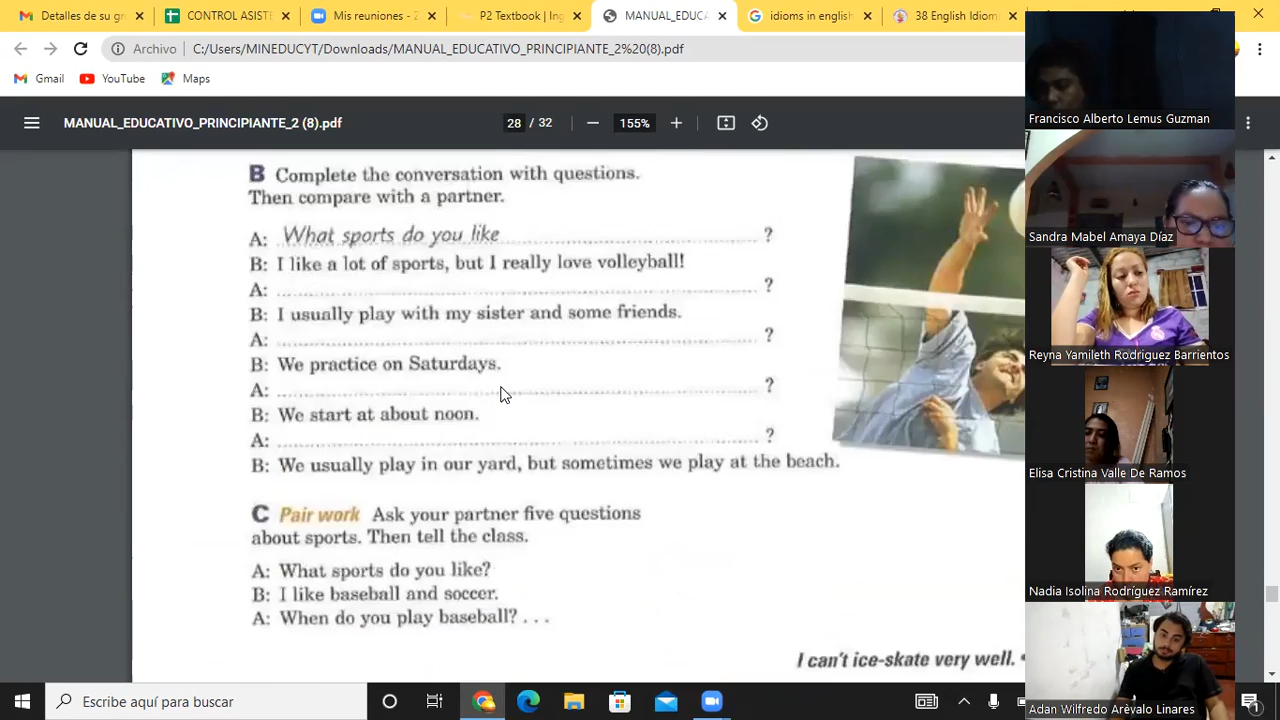 Detalles de su gr
CONTROL ASISTE
Mis reuniones - Z
P2 Textbook | Ing
MANUAL_EDUCA
idioms in english
38 English Idiom
Archivo
C:/Users/MINEDUCYT/Downloads/MANUAL_EDUCATIVO_PRINCIPIANTE_2%20(8).pdf
Gmail
YouTube
Maps
MANUAL_EDUCATIVO_PRINCIPIANTE_2 (8).pdf
28 / 32
155%
B Complete the conversation with questions.
Then compare with a partner.
A: What sports do you like ?
B: I like a lot of sports, but I really love volleyball!
A: ?
B: I usually play with my sister and some friends.
A: ?
B: We practice on Saturdays.
A: ?
B: We start at about noon.
A: ?
B: We usually play in our yard, but sometimes we play at the beach.
C Pair work Ask your partner five questions
about sports. Then tell the class.
A: What sports do you like?
B: I like baseball and soccer.
A: When do you play baseball? . . .
I can't ice-skate very well.
Francisco Alberto Lemus Guzman
Sandra Mabel Amaya Díaz
Reyna Yamileth Rodriguez Barrientos
Elisa Cristina Valle De Ramos
Nadia Isolina Rodríguez Ramírez
Adan Wilfredo Arévalo Linares
Escribe aquí para buscar